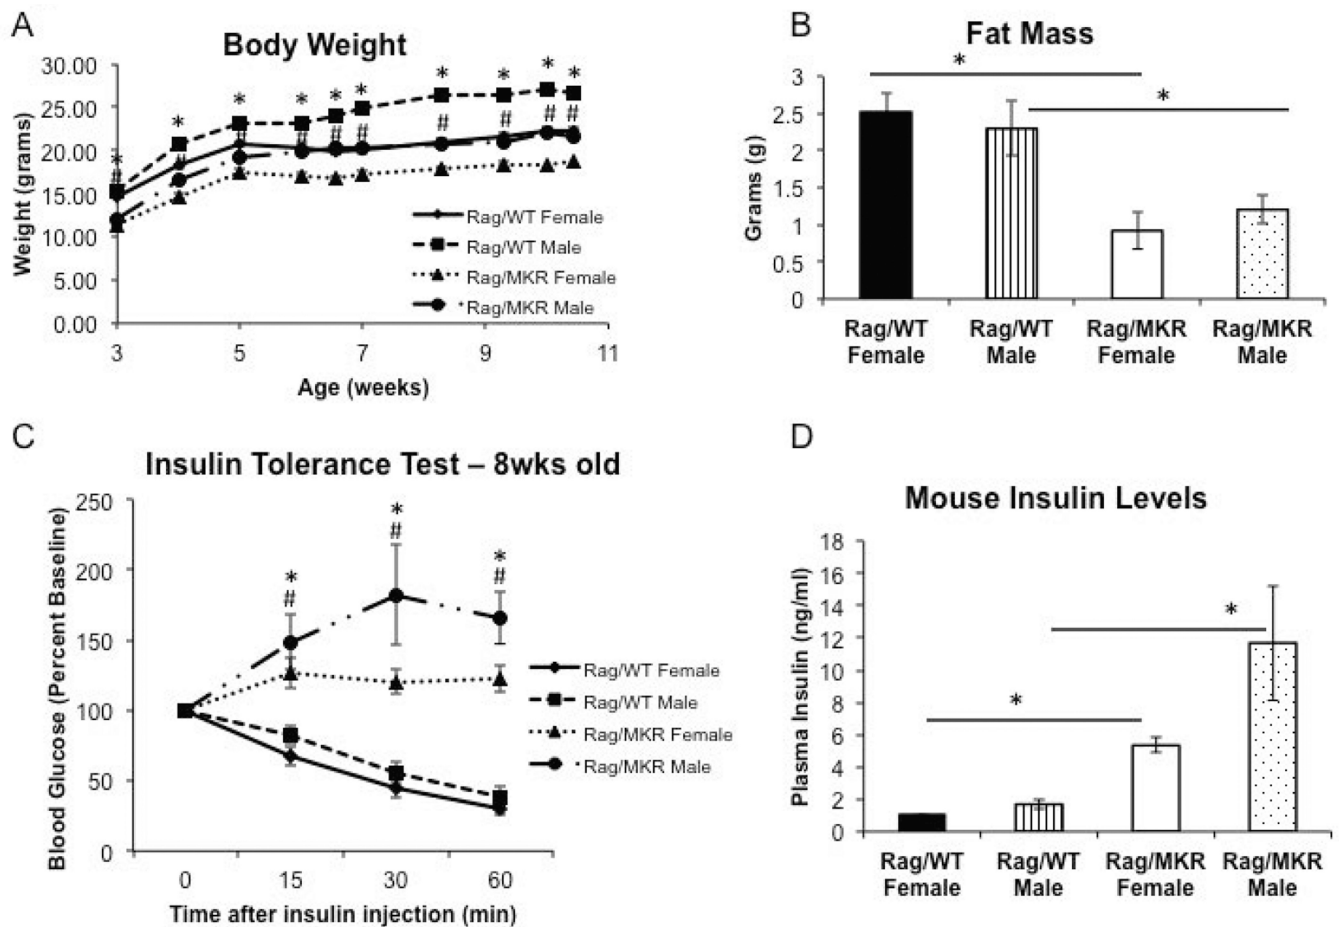 A
Body Weight
Weight (grams)
30.00
25.00
20.00
15.00
10.00
5.00
0.00
* * * * * * * * * *
# # # # # # # # # #
Rag/WT Female
Rag/WT Male
Rag/MKR Female
Rag/MKR Male
3 5 7 9 11
Age (weeks)
B
Fat Mass
Grams (g)
3
2.5
2
1.5
1
0.5
0
*
*
Rag/WT Female
Rag/WT Male
Rag/MKR Female
Rag/MKR Male
C
Insulin Tolerance Test – 8wks old
Blood Glucose (Percent Baseline)
250
200
150
100
50
0
* * *
# # #
Rag/WT Female
Rag/WT Male
Rag/MKR Female
Rag/MKR Male
0 15 30 60
Time after insulin injection (min)
D
Mouse Insulin Levels
Plasma Insulin (ng/ml)
18
16
14
12
10
8
6
4
2
0
*
*
Rag/WT Female
Rag/WT Male
Rag/MKR Female
Rag/MKR Male